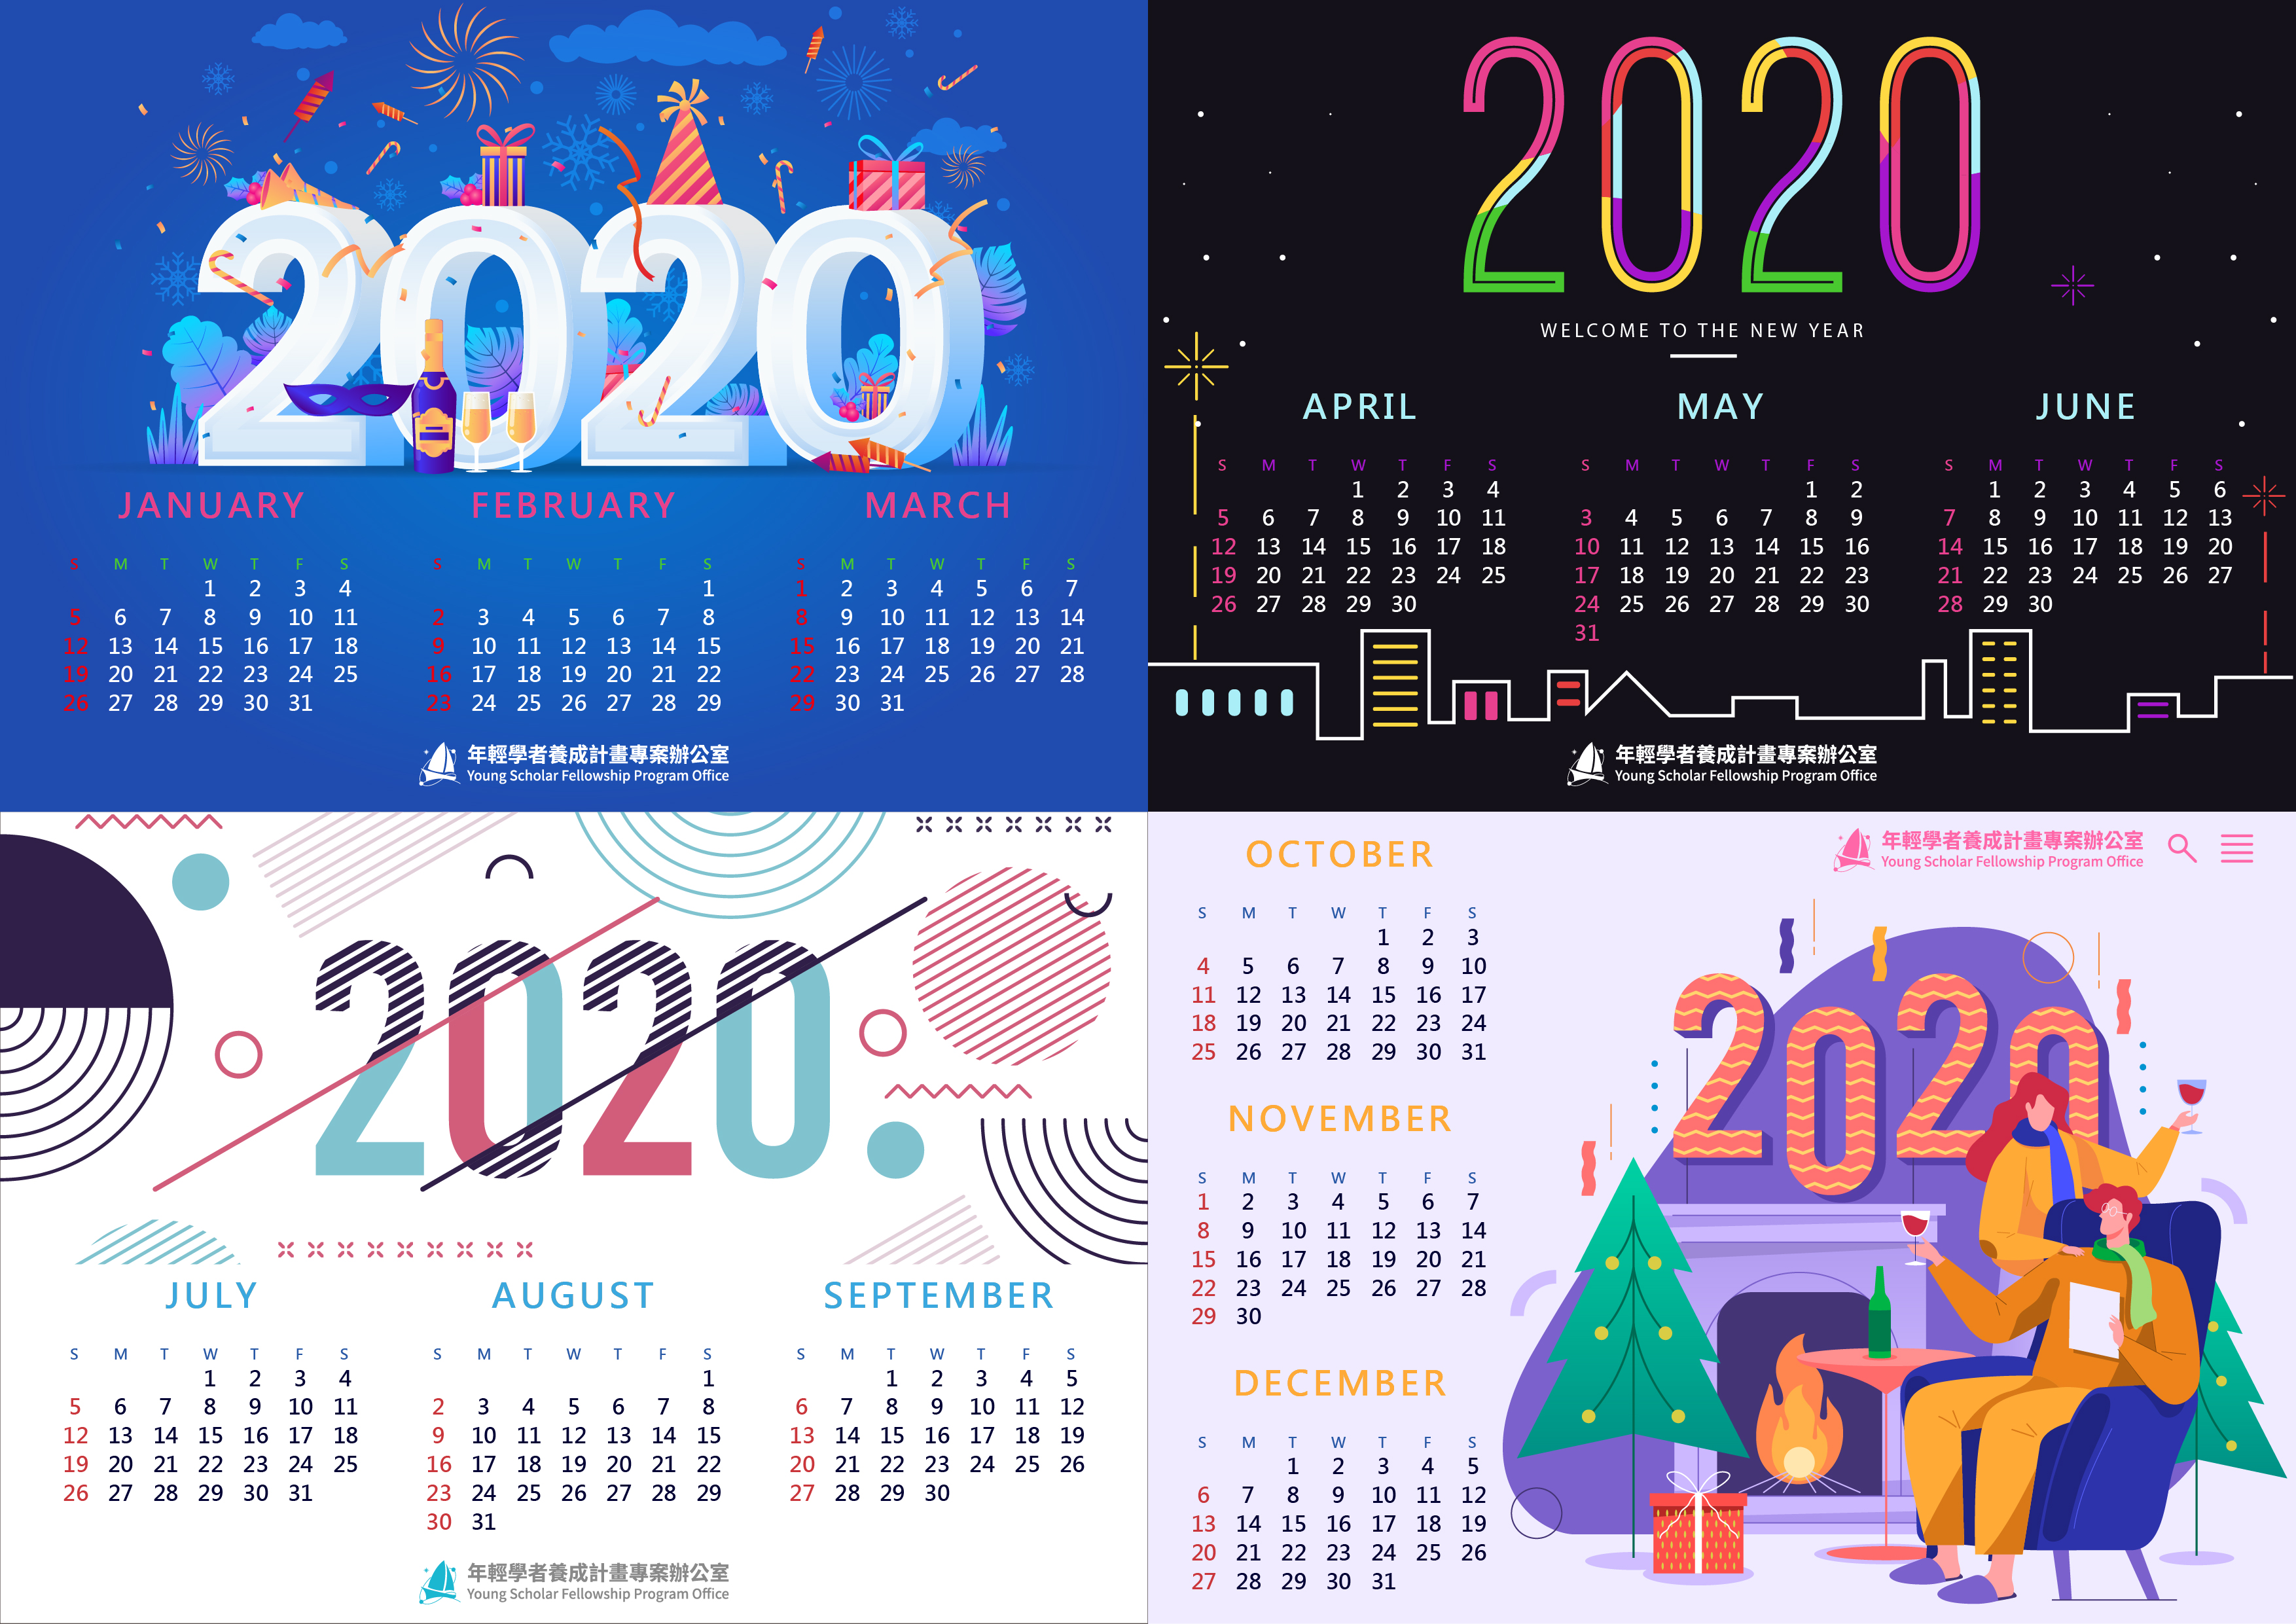 2020
JANUARY FEBRUARY MARCH
S M T W T F S S M T W T F S S M T W T F S
1 2 3 4 1 1 2 3 4 5 6 7
5 6 7 8 9 10 11 2 3 4 5 6 7 8 8 9 10 11 12 13 14
12 13 14 15 16 17 18 9 10 11 12 13 14 15 15 16 17 18 19 20 21
19 20 21 22 23 24 25 16 17 18 19 20 21 22 22 23 24 25 26 27 28
26 27 28 29 30 31 23 24 25 26 27 28 29 29 30 31
年輕學者養成計畫專案辦公室
Young Scholar Fellowship Program Office
2020
WELCOME TO THE NEW YEAR
APRIL MAY JUNE
S M T W T F S S M T W T F S S M T W T F S
1 2 3 4 1 2 1 2 3 4 5 6
5 6 7 8 9 10 11 3 4 5 6 7 8 9 7 8 9 10 11 12 13
12 13 14 15 16 17 18 10 11 12 13 14 15 16 14 15 16 17 18 19 20
19 20 21 22 23 24 25 17 18 19 20 21 22 23 21 22 23 24 25 26 27
26 27 28 29 30 24 25 26 27 28 29 30 28 29 30
31
年輕學者養成計畫專案辦公室
Young Scholar Fellowship Program Office
2020
JULY AUGUST SEPTEMBER
S M T W T F S S M T W T F S S M T W T F S
1 2 3 4 1 1 2 3 4 5
5 6 7 8 9 10 11 2 3 4 5 6 7 8 6 7 8 9 10 11 12
12 13 14 15 16 17 18 9 10 11 12 13 14 15 13 14 15 16 17 18 19
19 20 21 22 23 24 25 16 17 18 19 20 21 22 20 21 22 23 24 25 26
26 27 28 29 30 31 23 24 25 26 27 28 29 27 28 29 30
30 31
年輕學者養成計畫專案辦公室
Young Scholar Fellowship Program Office
年輕學者養成計畫專案辦公室
Young Scholar Fellowship Program Office
OCTOBER
S M T W T F S
1 2 3
4 5 6 7 8 9 10
11 12 13 14 15 16 17
18 19 20 21 22 23 24
25 26 27 28 29 30 31
NOVEMBER
S M T W T F S
1 2 3 4 5 6 7
8 9 10 11 12 13 14
15 16 17 18 19 20 21
22 23 24 25 26 27 28
29 30
DECEMBER
S M T W T F S
1 2 3 4 5
6 7 8 9 10 11 12
13 14 15 16 17 18 19
20 21 22 23 24 25 26
27 28 29 30 31
2020